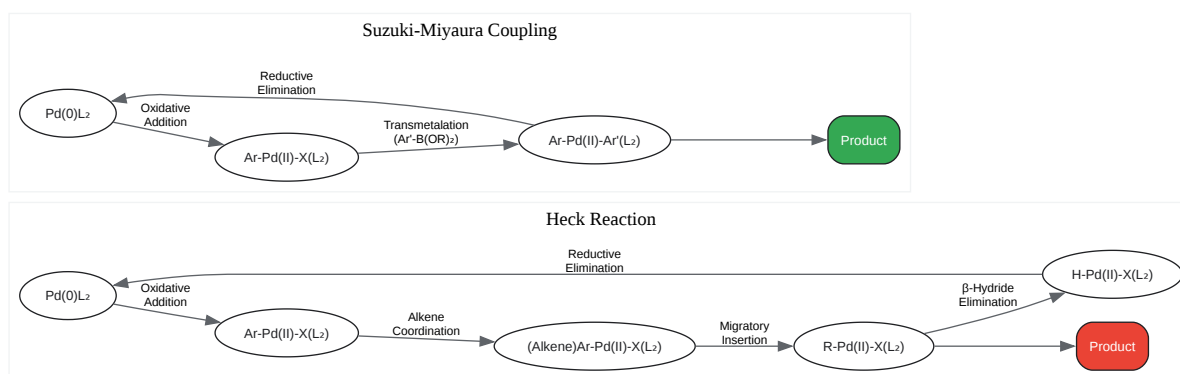 Suzuki-Miyaura Coupling
Reductive
Elimination
Pd(0)L₂
Oxidative
Addition
Transmetalation
(Ar'-B(OR)₂)
Ar-Pd(II)-X(L₂)
Ar-Pd(II)-Ar'(L₂)
Product
Heck Reaction
Reductive
Elimination
H-Pd(II)-X(L₂)
Pd(0)L₂
Oxidative
Addition
β-Hydride
Elimination
Alkene
Coordination
Ar-Pd(II)-X(L₂)
Migratory
Insertion
(Alkene)Ar-Pd(II)-X(L₂)
R-Pd(II)-X(L₂)
Product